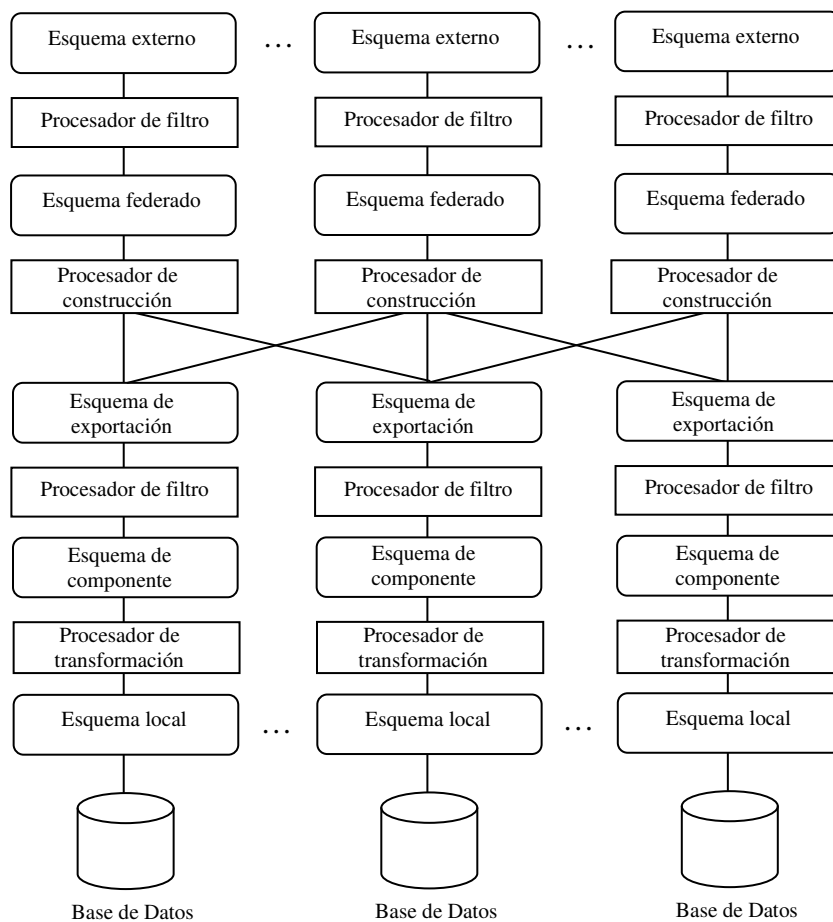 Esquema externo
...
Esquema externo
...
Esquema externo
Procesador de filtro
Procesador de filtro
Procesador de filtro
Esquema federado
Esquema federado
Esquema federado
Procesador de
construcción
Procesador de
construcción
Procesador de
construcción
Esquema de
exportación
Esquema de
exportación
Esquema de
exportación
Procesador de filtro
Procesador de filtro
Procesador de filtro
Esquema de
componente
Esquema de
componente
Esquema de
componente
Procesador de
transformación
Procesador de
transformación
Procesador de
transformación
Esquema local
...
Esquema local
...
Esquema local
Base de Datos
Base de Datos
Base de Datos